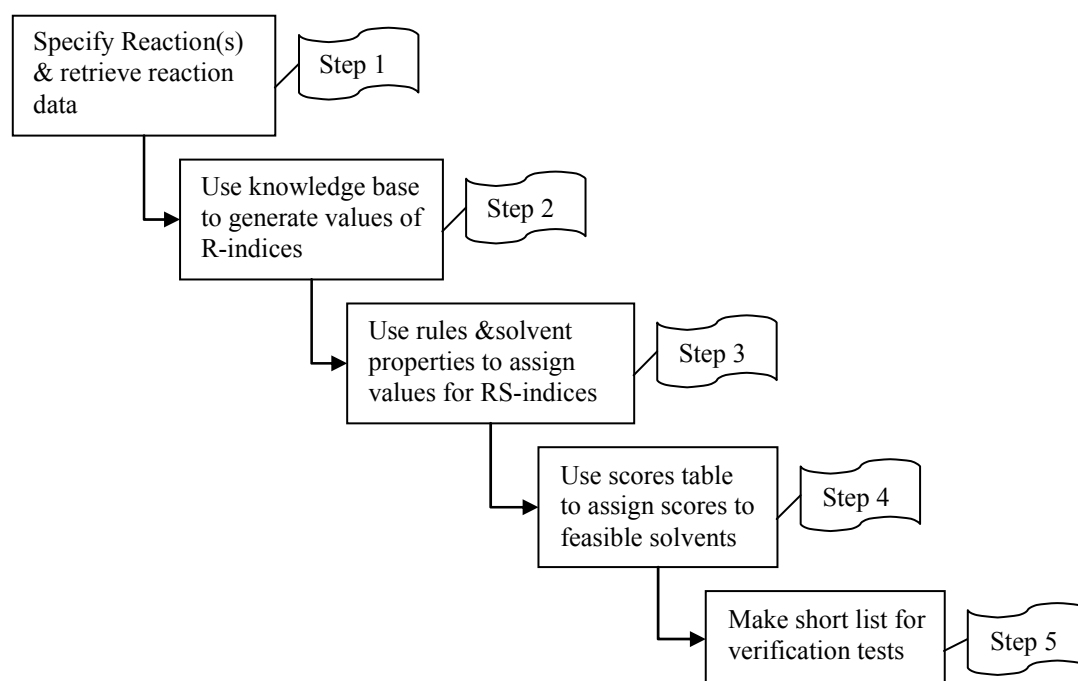 Specify Reaction(s)
& retrieve reaction
data
Step 1
Use knowledge base
to generate values of
R-indices
Step 2
Use rules &solvent
properties to assign
values for RS-indices
Step 3
Use scores table
to assign scores to
feasible solvents
Step 4
Make short list for
verification tests
Step 5